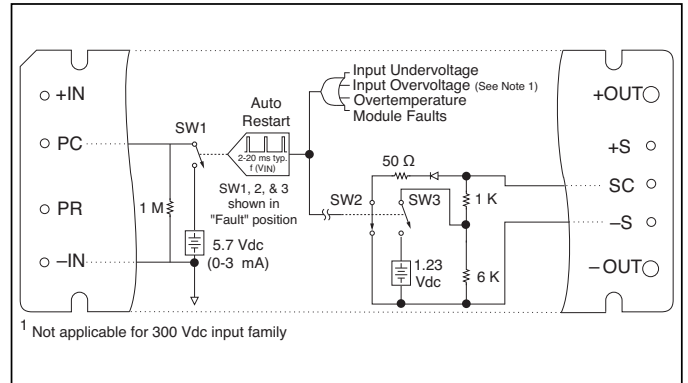 +IN
PC
PR
–IN
1 M
SW1
5.7 Vdc
(0-3 mA)
Auto
Restart
2-20 ms typ.
f (VIN)
SW1, 2, & 3
shown in
"Fault" position
Input Undervoltage
Input Overvoltage (See Note 1)
Overtemperature
Module Faults
50 Ω
SW2
SW3
1 K
1.23
Vdc
6 K
+OUT
+S
SC
–S
–OUT
1 Not applicable for 300 Vdc input family